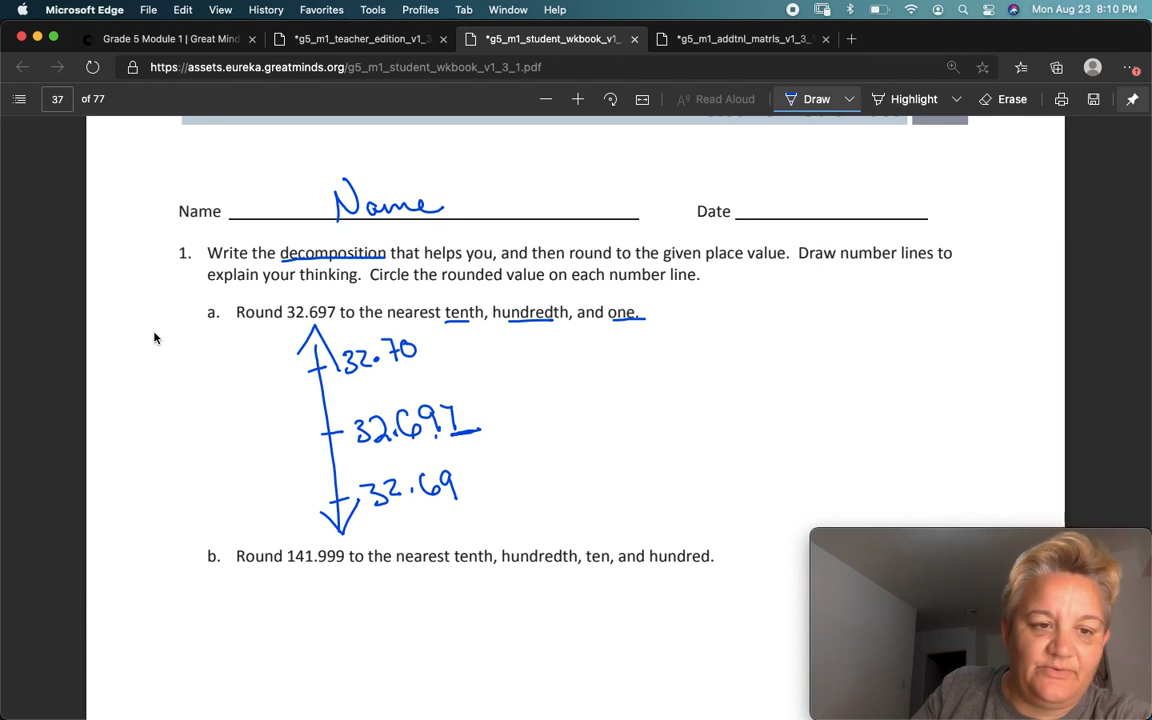 Microsoft Edge File Edit View History Favorites Tools Profiles Tab Window Help Mon Aug 23 8:10 PM
Grade 5 Module 1 | Great Mind *g5_m1_teacher_edition_v1_3_ *g5_m1_student_wkbook_v1_ *g5_m1_addtnl_matrls_v1_3_1
https://assets.eureka.greatminds.org/g5_m1_student_wkbook_v1_3_1.pdf
37 of 77 Read Aloud Draw Highlight Erase
Name Name Date
1. Write the decomposition that helps you, and then round to the given place value. Draw number lines to
explain your thinking. Circle the rounded value on each number line.
a. Round 32.697 to the nearest tenth, hundredth, and one.
32.70
32.697
32.69
b. Round 141.999 to the nearest tenth, hundredth, ten, and hundred.